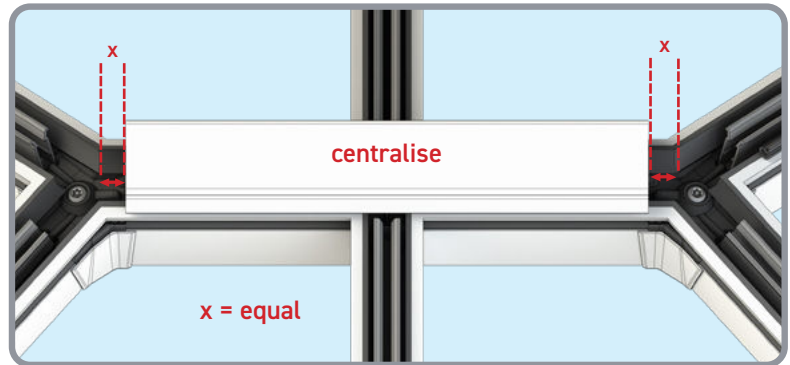 x
x
centralise
x = equal